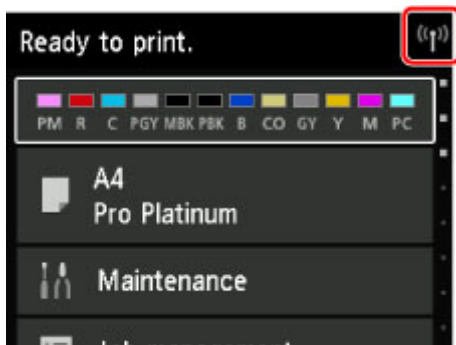 Ready to print.
PM R C PGY MBK PBK B CO GY Y M PC
A4
Pro Platinum
Maintenance